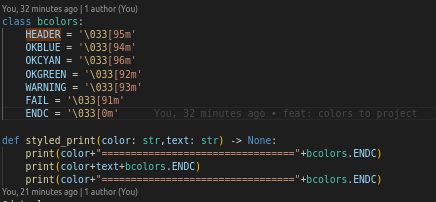 You, 32 minutes ago | 1 author (You)
class bcolors:
    HEADER = '\033[95m'
    OKBLUE = '\033[94m'
    OKCYAN = '\033[96m'
    OKGREEN = '\033[92m'
    WARNING = '\033[93m'
    FAIL = '\033[91m'
    ENDC = '\033[0m'     You, 32 minutes ago • feat: colors to project

def styled_print(color: str,text: str) -> None:
    print(color+"================================="+bcolors.ENDC)
    print(color+text+bcolors.ENDC)
    print(color+"================================="+bcolors.ENDC)
You, 21 minutes ago | 1 author (You)